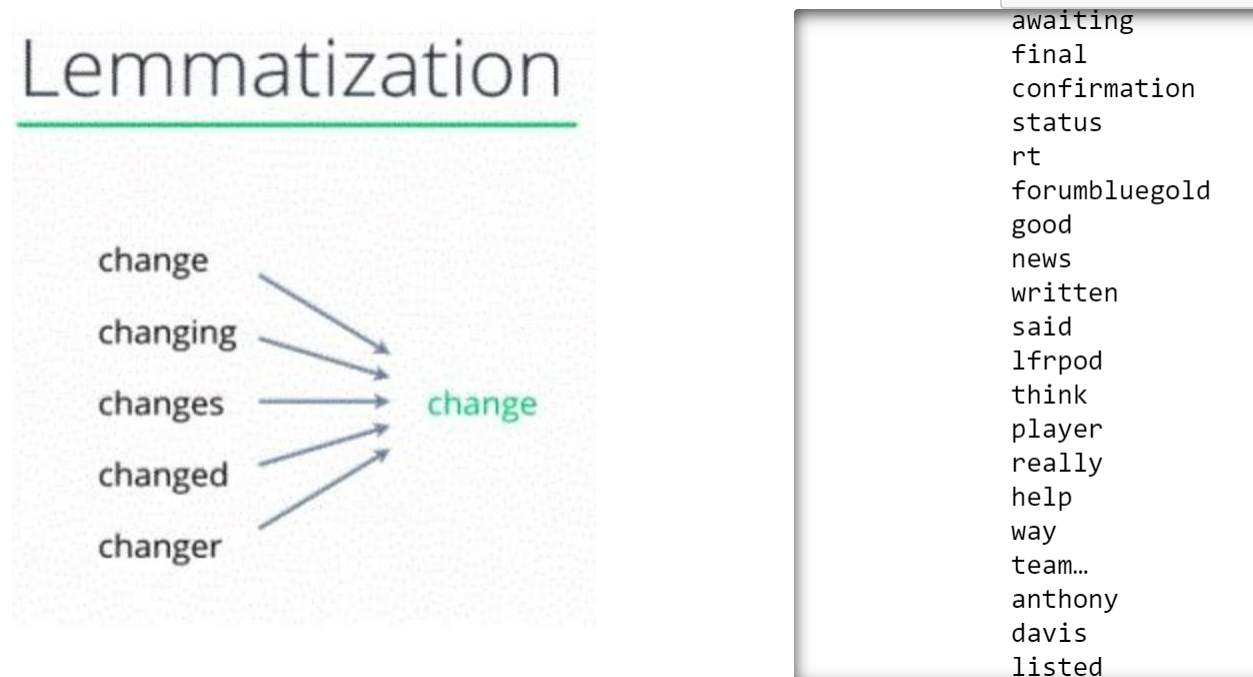 Lemmatization
change
changing
changes
changed
changer
change
awaiting
final
confirmation
status
rt
forumbluegold
good
news
written
said
lfrpod
think
player
really
help
way
team…
anthony
davis
listed